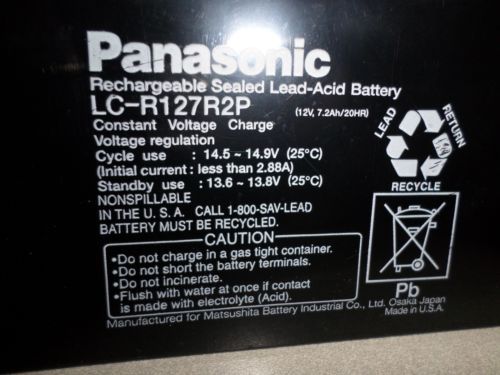 Panasonic
Rechargeable Sealed Lead-Acid Battery
LC-R127R2P (12V, 7.2Ah/20HR)
Constant Voltage Charge
Voltage regulation
Cycle use : 14.5 ~ 14.9V (25°C)
(Initial current : less than 2.88A)
Standby use : 13.6 ~ 13.8V (25°C)
NONSPILLABLE
IN THE U.S.A. CALL 1-800-SAV-LEAD
BATTERY MUST BE RECYCLED.
LEAD
RETURN
RECYCLE
CAUTION
•Do not charge in a gas tight container.
•Do not short the battery terminals.
•Do not incinerate.
•Flush with water at once if contact
is made with electrolyte (Acid).
Pb
Manufactured for Matsushita Battery Industrial Co., Ltd. Osaka Japan
Made in U.S.A.